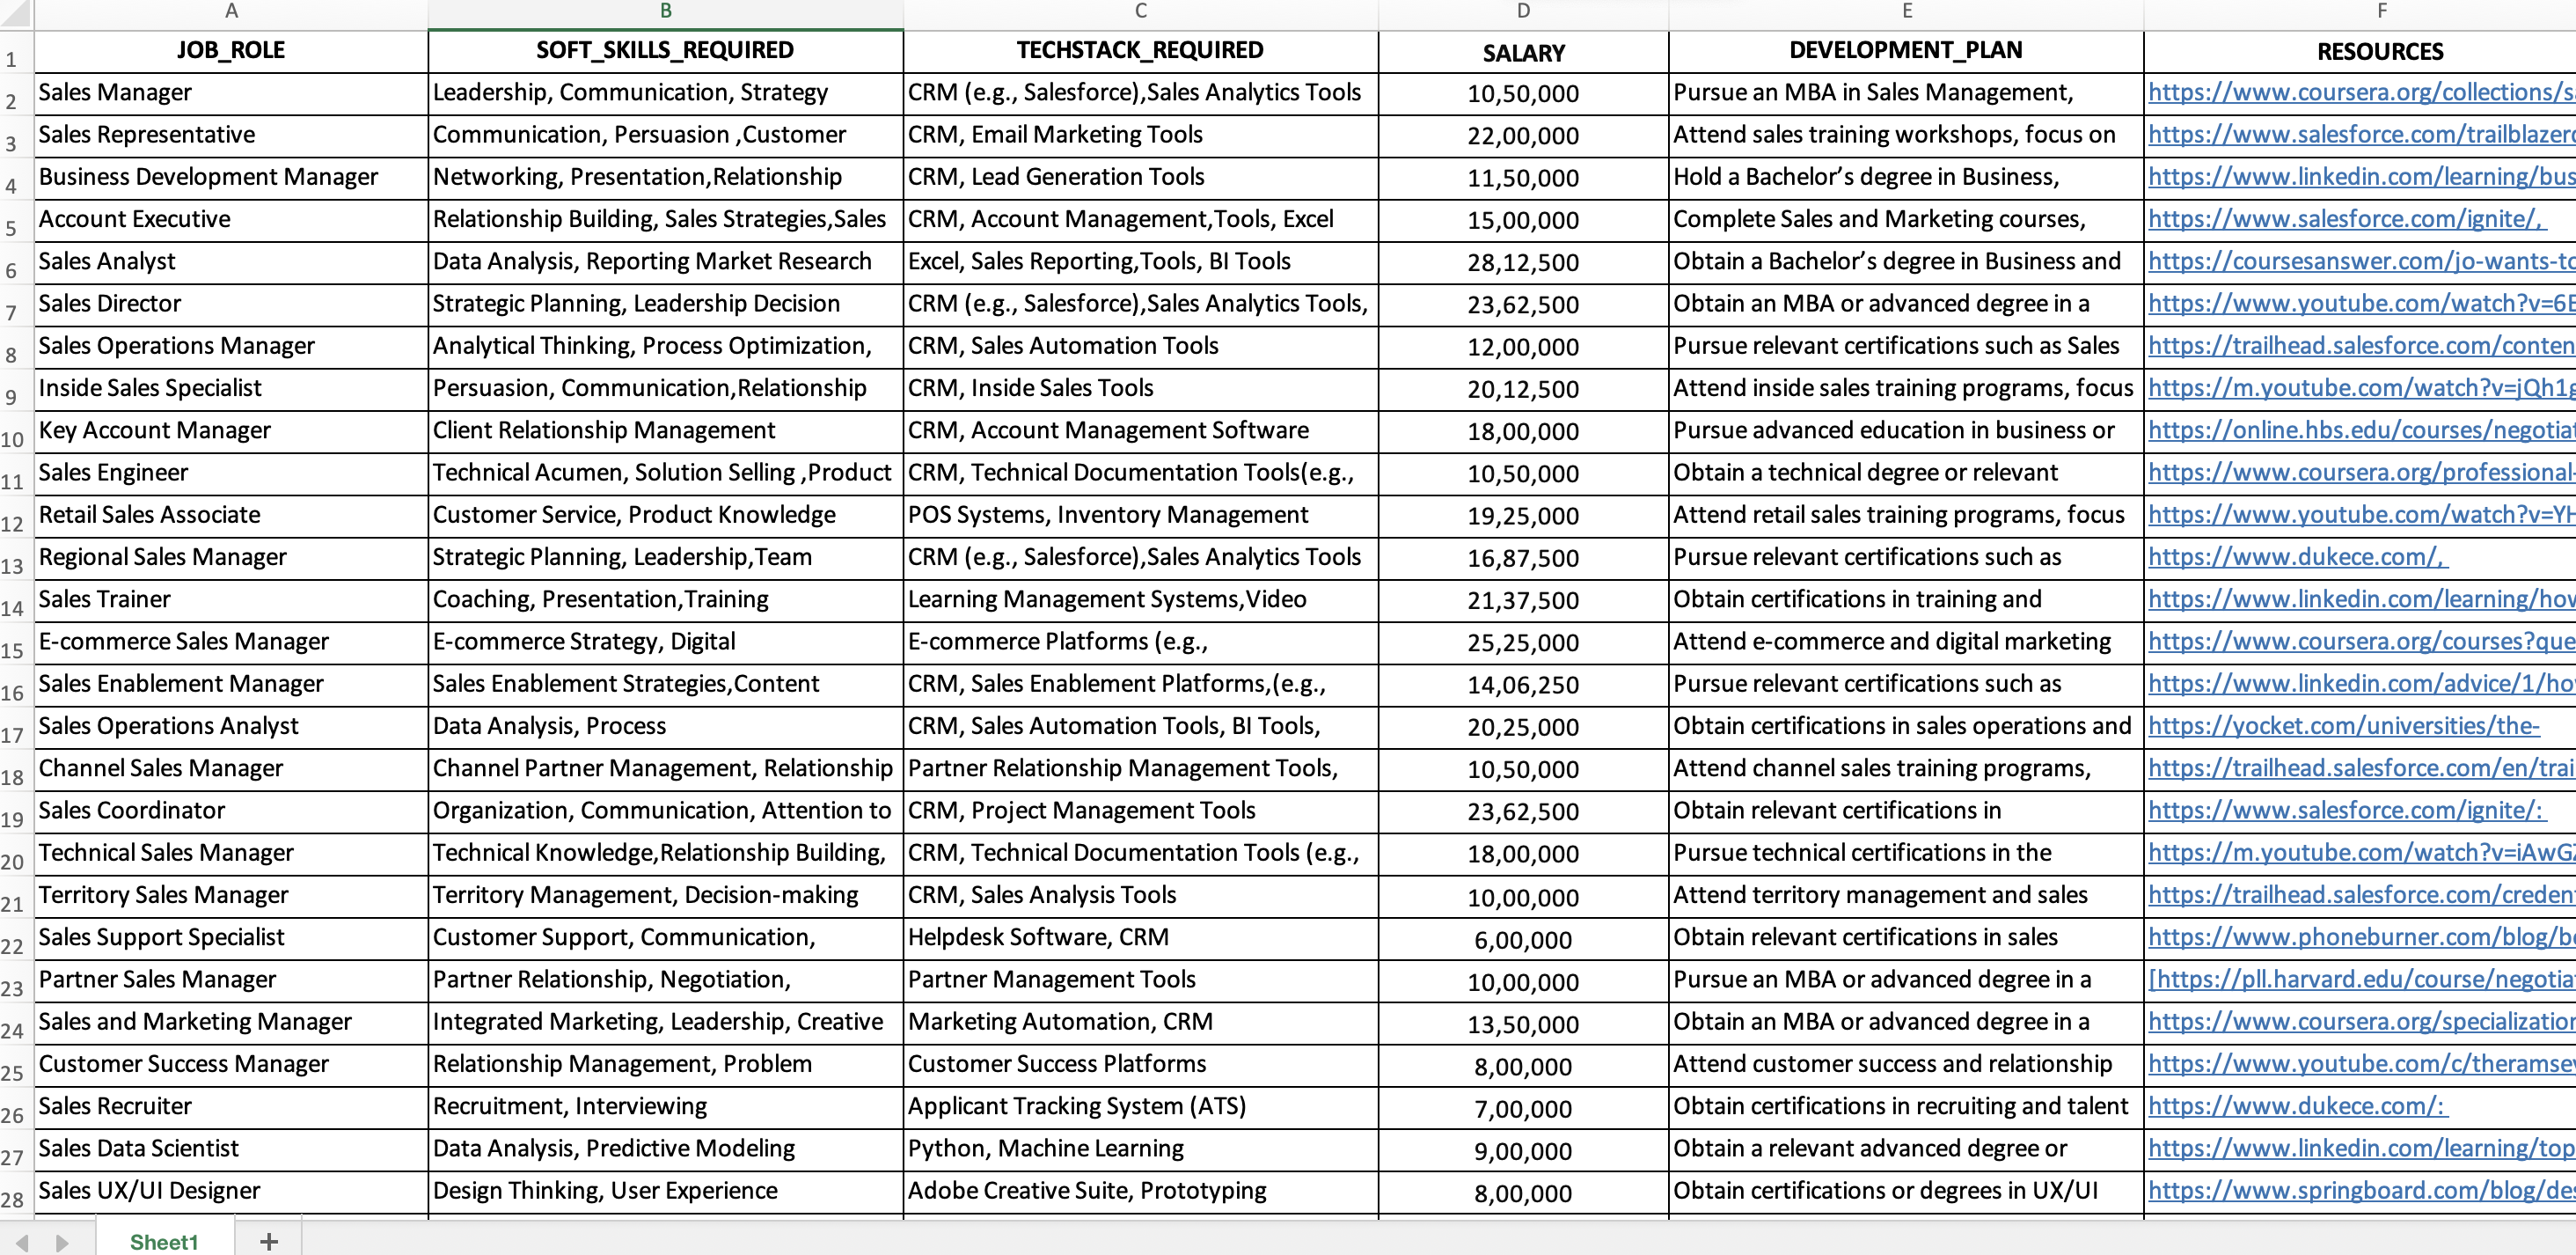 A B C D E F
1 JOB_ROLE SOFT_SKILLS_REQUIRED TECHSTACK_REQUIRED SALARY DEVELOPMENT_PLAN RESOURCES
2 Sales Manager Leadership, Communication, Strategy CRM (e.g., Salesforce),Sales Analytics Tools 10,50,000 Pursue an MBA in Sales Management, https://www.coursera.org/collections/s
3 Sales Representative Communication, Persuasion ,Customer CRM, Email Marketing Tools 22,00,000 Attend sales training workshops, focus on https://www.salesforce.com/trailblazer
4 Business Development Manager Networking, Presentation,Relationship CRM, Lead Generation Tools 11,50,000 Hold a Bachelor’s degree in Business, https://www.linkedin.com/learning/bus
5 Account Executive Relationship Building, Sales Strategies,Sales CRM, Account Management,Tools, Excel 15,00,000 Complete Sales and Marketing courses, https://www.salesforce.com/ignite/,
6 Sales Analyst Data Analysis, Reporting Market Research Excel, Sales Reporting,Tools, BI Tools 28,12,500 Obtain a Bachelor’s degree in Business and https://coursesanswer.com/jo-wants-to
7 Sales Director Strategic Planning, Leadership Decision CRM (e.g., Salesforce),Sales Analytics Tools, 23,62,500 Obtain an MBA or advanced degree in a https://www.youtube.com/watch?v=6E
8 Sales Operations Manager Analytical Thinking, Process Optimization, CRM, Sales Automation Tools 12,00,000 Pursue relevant certifications such as Sales https://trailhead.salesforce.com/conten
9 Inside Sales Specialist Persuasion, Communication,Relationship CRM, Inside Sales Tools 20,12,500 Attend inside sales training programs, focus https://m.youtube.com/watch?v=jQh1g
10 Key Account Manager Client Relationship Management CRM, Account Management Software 18,00,000 Pursue advanced education in business or https://online.hbs.edu/courses/negotiat
11 Sales Engineer Technical Acumen, Solution Selling ,Product CRM, Technical Documentation Tools(e.g., 10,50,000 Obtain a technical degree or relevant https://www.coursera.org/professional-
12 Retail Sales Associate Customer Service, Product Knowledge POS Systems, Inventory Management 19,25,000 Attend retail sales training programs, focus https://www.youtube.com/watch?v=YH
13 Regional Sales Manager Strategic Planning, Leadership,Team CRM (e.g., Salesforce),Sales Analytics Tools 16,87,500 Pursue relevant certifications such as https://www.dukece.com/,
14 Sales Trainer Coaching, Presentation,Training Learning Management Systems,Video 21,37,500 Obtain certifications in training and https://www.linkedin.com/learning/hov
15 E-commerce Sales Manager E-commerce Strategy, Digital E-commerce Platforms (e.g., 25,25,000 Attend e-commerce and digital marketing https://www.coursera.org/courses?que
16 Sales Enablement Manager Sales Enablement Strategies,Content CRM, Sales Enablement Platforms,(e.g., 14,06,250 Pursue relevant certifications such as https://www.linkedin.com/advice/1/ho
17 Sales Operations Analyst Data Analysis, Process CRM, Sales Automation Tools, BI Tools, 20,25,000 Obtain certifications in sales operations and https://yocket.com/universities/the-
18 Channel Sales Manager Channel Partner Management, Relationship Partner Relationship Management Tools, 10,50,000 Attend channel sales training programs, https://trailhead.salesforce.com/en/trai
19 Sales Coordinator Organization, Communication, Attention to CRM, Project Management Tools 23,62,500 Obtain relevant certifications in https://www.salesforce.com/ignite/:
20 Technical Sales Manager Technical Knowledge,Relationship Building, CRM, Technical Documentation Tools (e.g., 18,00,000 Pursue technical certifications in the https://m.youtube.com/watch?v=iAwGZ
21 Territory Sales Manager Territory Management, Decision-making CRM, Sales Analysis Tools 10,00,000 Attend territory management and sales https://trailhead.salesforce.com/creden
22 Sales Support Specialist Customer Support, Communication, Helpdesk Software, CRM 6,00,000 Obtain relevant certifications in sales https://www.phoneburner.com/blog/b
23 Partner Sales Manager Partner Relationship, Negotiation, Partner Management Tools 10,00,000 Pursue an MBA or advanced degree in a [https://pll.harvard.edu/course/negotia
24 Sales and Marketing Manager Integrated Marketing, Leadership, Creative Marketing Automation, CRM 13,50,000 Obtain an MBA or advanced degree in a https://www.coursera.org/specialization
25 Customer Success Manager Relationship Management, Problem Customer Success Platforms 8,00,000 Attend customer success and relationship https://www.youtube.com/c/theramsey
26 Sales Recruiter Recruitment, Interviewing Applicant Tracking System (ATS) 7,00,000 Obtain certifications in recruiting and talent https://www.dukece.com/:
27 Sales Data Scientist Data Analysis, Predictive Modeling Python, Machine Learning 9,00,000 Obtain a relevant advanced degree or https://www.linkedin.com/learning/top
28 Sales UX/UI Designer Design Thinking, User Experience Adobe Creative Suite, Prototyping 8,00,000 Obtain certifications or degrees in UX/UI https://www.springboard.com/blog/des
Sheet1 +